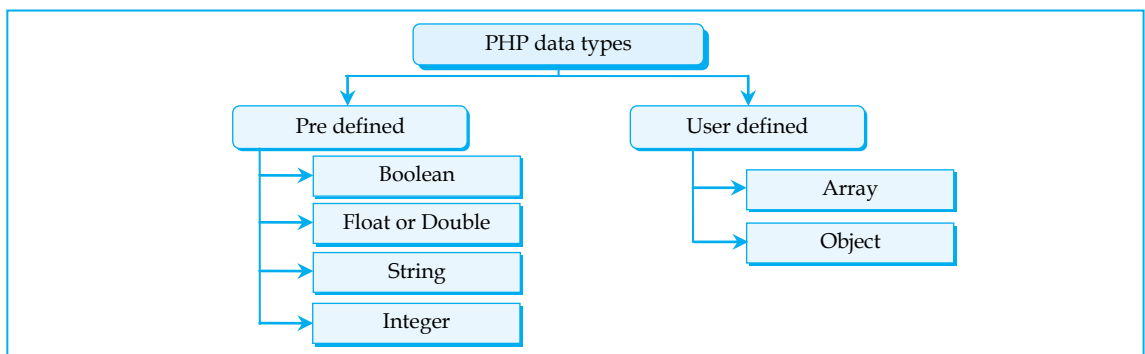 PHP data types
Pre defined
Boolean
Float or Double
String
Integer
User defined
Array
Object